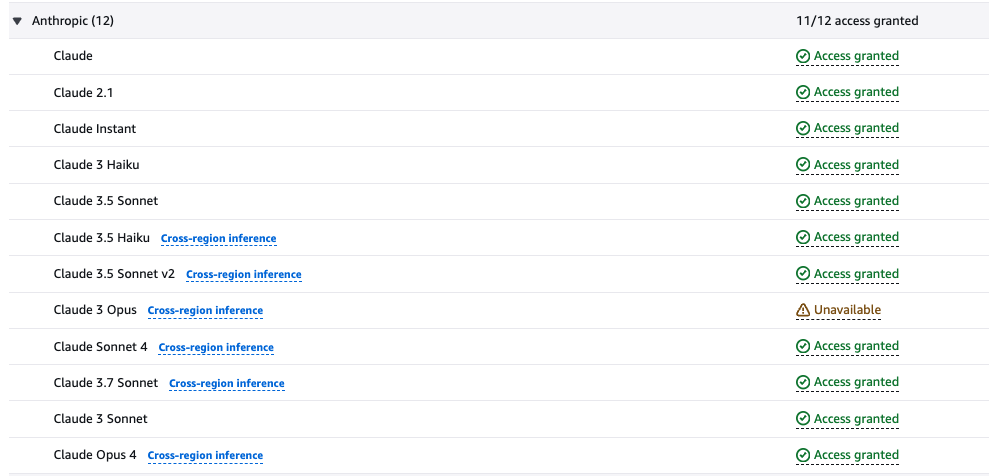 Anthropic (12) 11/12 access granted
Claude Access granted
Claude 2.1 Access granted
Claude Instant Access granted
Claude 3 Haiku Access granted
Claude 3.5 Sonnet Access granted
Claude 3.5 Haiku Cross-region inference Access granted
Claude 3.5 Sonnet v2 Cross-region inference Access granted
Claude 3 Opus Cross-region inference Unavailable
Claude Sonnet 4 Cross-region inference Access granted
Claude 3.7 Sonnet Cross-region inference Access granted
Claude 3 Sonnet Access granted
Claude Opus 4 Cross-region inference Access granted